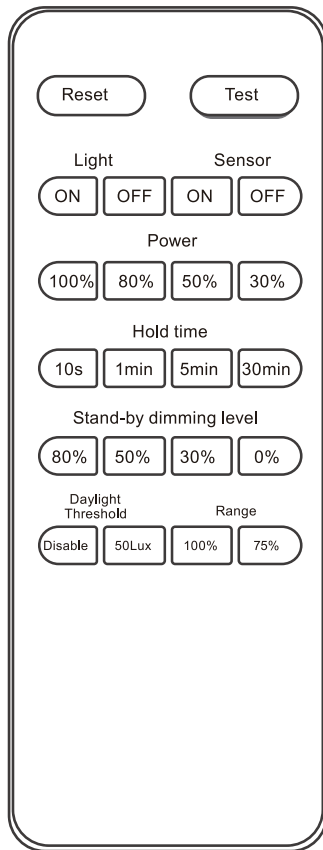 Reset Test
Light Sensor
ON OFF ON OFF
Power
100% 80% 50% 30%
Hold time
10s 1min 5min 30min
Stand-by dimming level
80% 50% 30% 0%
Daylight
Threshold Range
Disable 50Lux 100% 75%